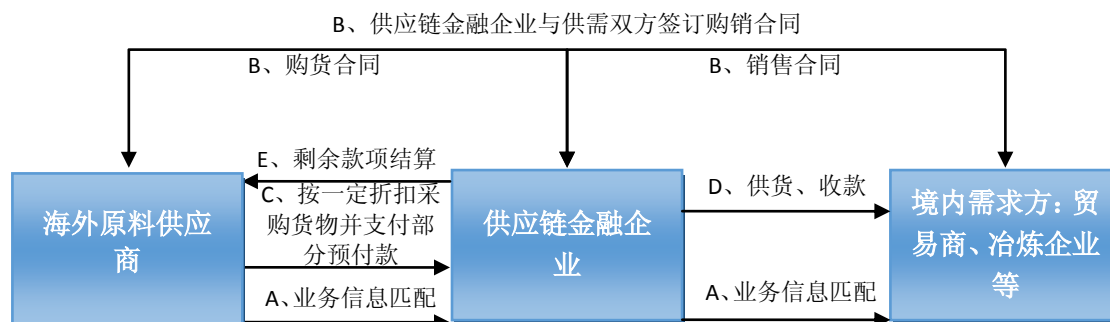 B、供应链金融企业与供需双方签订购销合同
B、购货合同
B、销售合同
E、剩余款项结算
C、按一定折扣采
购货物并支付部
分预付款
D、供货、收款
海外原料供应
商
供应链金融企
业
境内需求方：贸
易商、冶炼企业
等
A、业务信息匹配
A、业务信息匹配